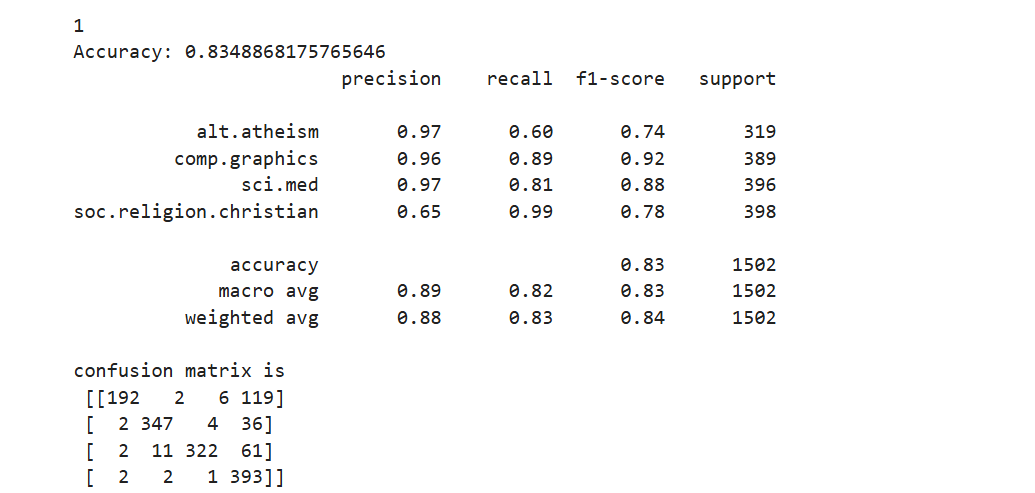 1
Accuracy: 0.8348868175765646
                        precision    recall  f1-score   support

           alt.atheism       0.97      0.60      0.74       319
         comp.graphics       0.96      0.89      0.92       389
               sci.med       0.97      0.81      0.88       396
soc.religion.christian       0.65      0.99      0.78       398

              accuracy                           0.83      1502
             macro avg       0.89      0.82      0.83      1502
          weighted avg       0.88      0.83      0.84      1502

confusion matrix is
 [[192   2   6 119]
 [  2 347   4  36]
 [  2  11 322  61]
 [  2   2   1 393]]